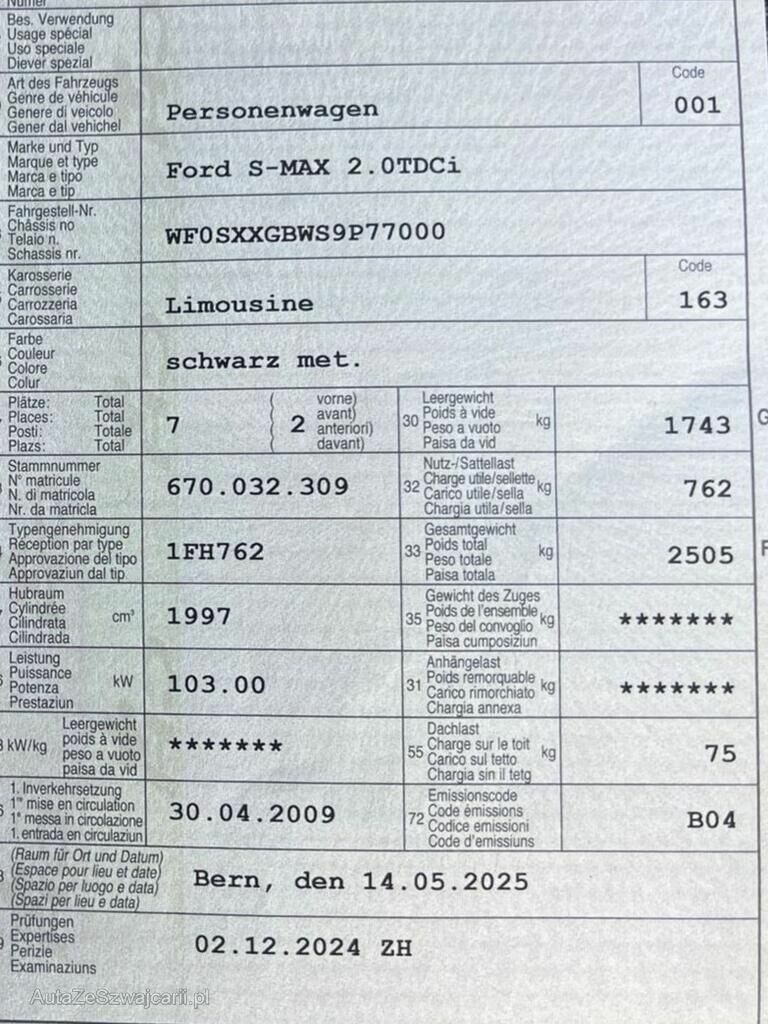 Numer
Bes. Verwendung
Usage spécial
Uso speciale
Diever spezial
Art des Fahrzeugs
Genre de véhicule
Genere di veicolo
Gener dal vehichel
Personenwagen
Code
001
Marke und Typ
Marque et type
Marca e tipo
Marca e tip
Ford S-MAX 2.0TDCi
Fahrgestell-Nr.
Châssis no
Telaio n.
Schassis nr.
WF0SXXGBWS9P77000
Karosserie
Carrosserie
Carrozzeria
Carossaria
Limousine
Code
163
Farbe
Couleur
Colore
Colur
schwarz met.
Plätze: Total
Places: Total
Posti: Totale
Plazs: Total
7
( 2 vorne)
( avant)
( anteriori)
( davant)
30 Leergewicht
Poids à vide
Peso a vuoto
Paisa da vid
kg
1743
Stammnummer
N° matricule
N. di matricola
Nr. da matricla
670.032.309
32 Nutz-/Sattellast
Charge utile/sellette
Carico utile/sella
Chargia utila/sella
kg
762
Typengenehmigung
Réception par type
Approvazione del tipo
Approvaziun dal tip
1FH762
33 Gesamtgewicht
Poids total
Peso totale
Paisa totala
kg
2505
Hubraum
Cylindrée
Cilindrata
Cilindrada
cm³
1997
35 Gewicht des Zuges
Poids de l'ensemble
Peso del convoglio
Paisa cumposiziun
kg
*******
Leistung
Puissance
Potenza
Prestaziun
kW
103.00
31 Anhängelast
Poids remorquable
Carico rimorchiato
Chargia annexa
kg
*******
kW/kg
Leergewicht
poids à vide
peso a vuoto
paisa da vid
*******
55 Dachlast
Charge sur le toit
Carico sul tetto
Chargia sin il tetg
kg
75
1. Inverkehrsetzung
1re mise en circulation
1a messa in circolazione
1. entrada en circulaziun
30.04.2009
72 Emissionscode
Code émissions
Codice emissioni
Code d'emissiuns
B04
(Raum für Ort und Datum)
(Espace pour lieu et date)
(Spazio per luogo e data)
(Spazi per lieu e data)
Bern, den 14.05.2025
Prüfungen
Expertises
Perizie
Examinaziuns
02.12.2024 ZH
AutaZeSzwajcarii.pl